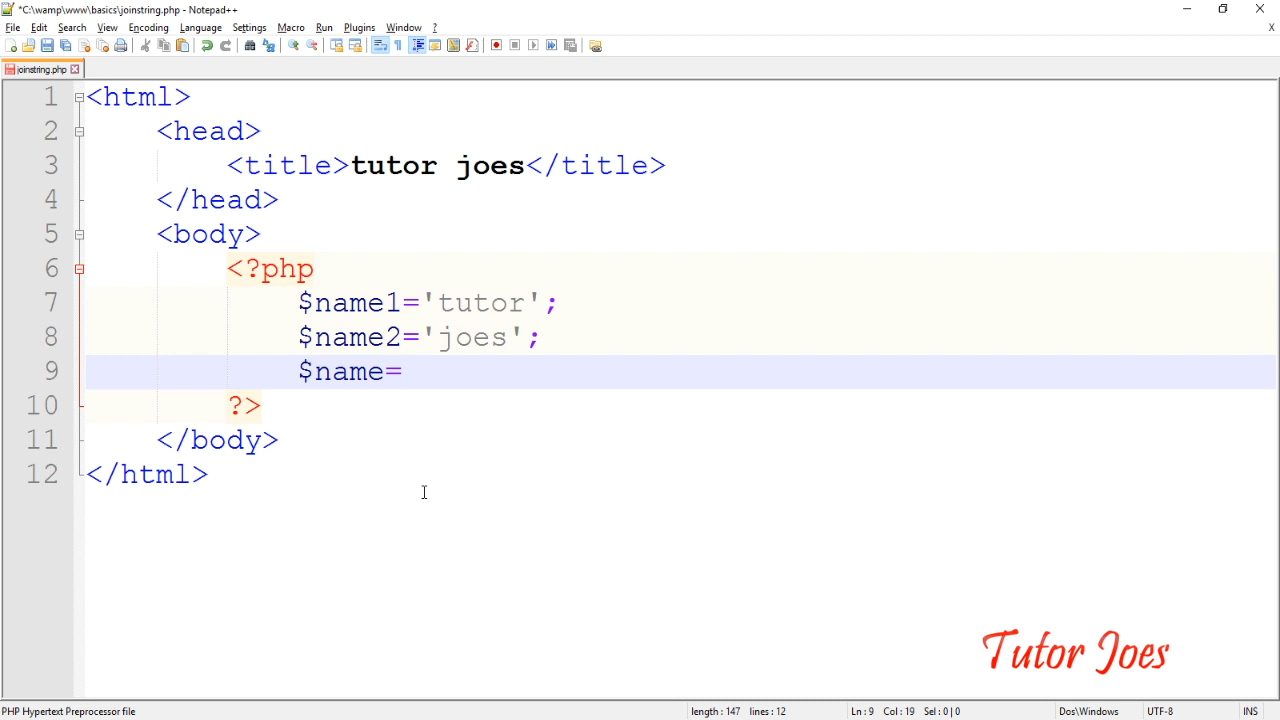 *C:\wamp\www\basics\joinstring.php - Notepad++
File Edit Search View Encoding Language Settings Macro Run Plugins Window ? X
joinstring.php
1 <html>
2 <head>
3 <title>tutor joes</title>
4 </head>
5 <body>
6 <?php
7 $name1='tutor';
8 $name2='joes';
9 $name=
10 ?>
11 </body>
12 </html>
Tutor Joes
PHP Hypertext Preprocessor file length : 147 lines : 12 Ln : 9 Col : 19 Sel : 0 | 0 Dos\Windows UTF-8 INS